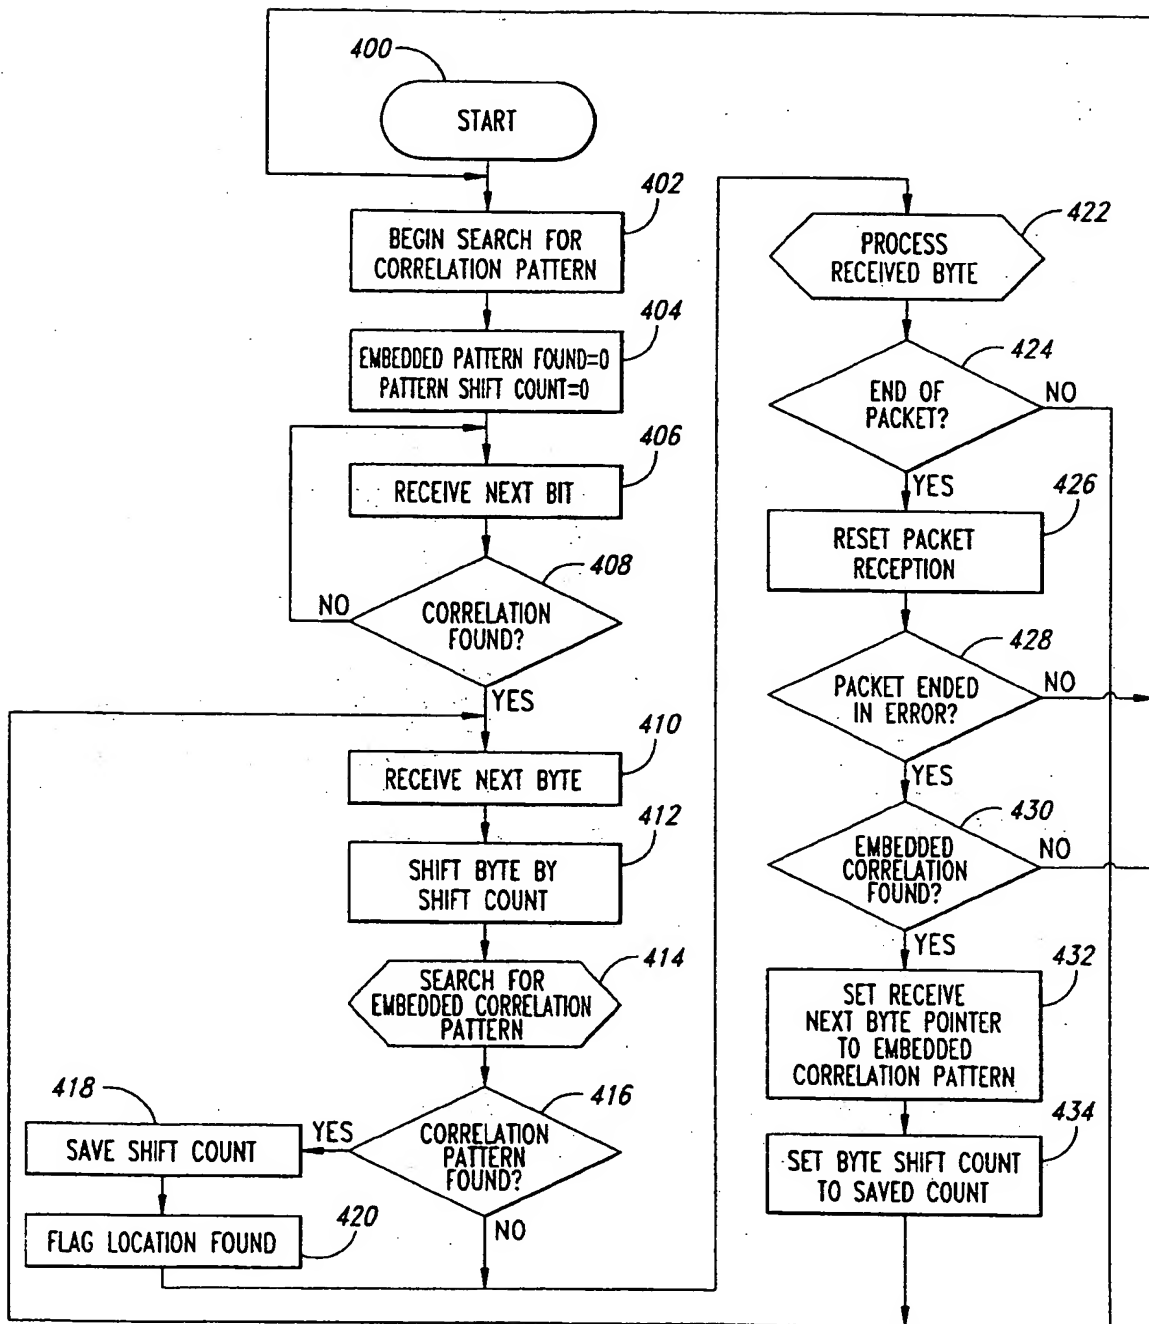 400
START
402
BEGIN SEARCH FOR
CORRELATION PATTERN
404
EMBEDDED PATTERN FOUND=0
PATTERN SHIFT COUNT=0
406
RECEIVE NEXT BIT
408
CORRELATION
FOUND?
NO
YES
410
RECEIVE NEXT BYTE
412
SHIFT BYTE BY
SHIFT COUNT
414
SEARCH FOR
EMBEDDED CORRELATION
PATTERN
416
CORRELATION
PATTERN
FOUND?
YES
NO
418
SAVE SHIFT COUNT
FLAG LOCATION FOUND
420
422
PROCESS
RECEIVED BYTE
424
END OF
PACKET?
NO
YES
426
RESET PACKET
RECEPTION
428
PACKET ENDED
IN ERROR?
NO
YES
430
EMBEDDED
CORRELATION
FOUND?
NO
YES
432
SET RECEIVE
NEXT BYTE POINTER
TO EMBEDDED
CORRELATION PATTERN
434
SET BYTE SHIFT COUNT
TO SAVED COUNT